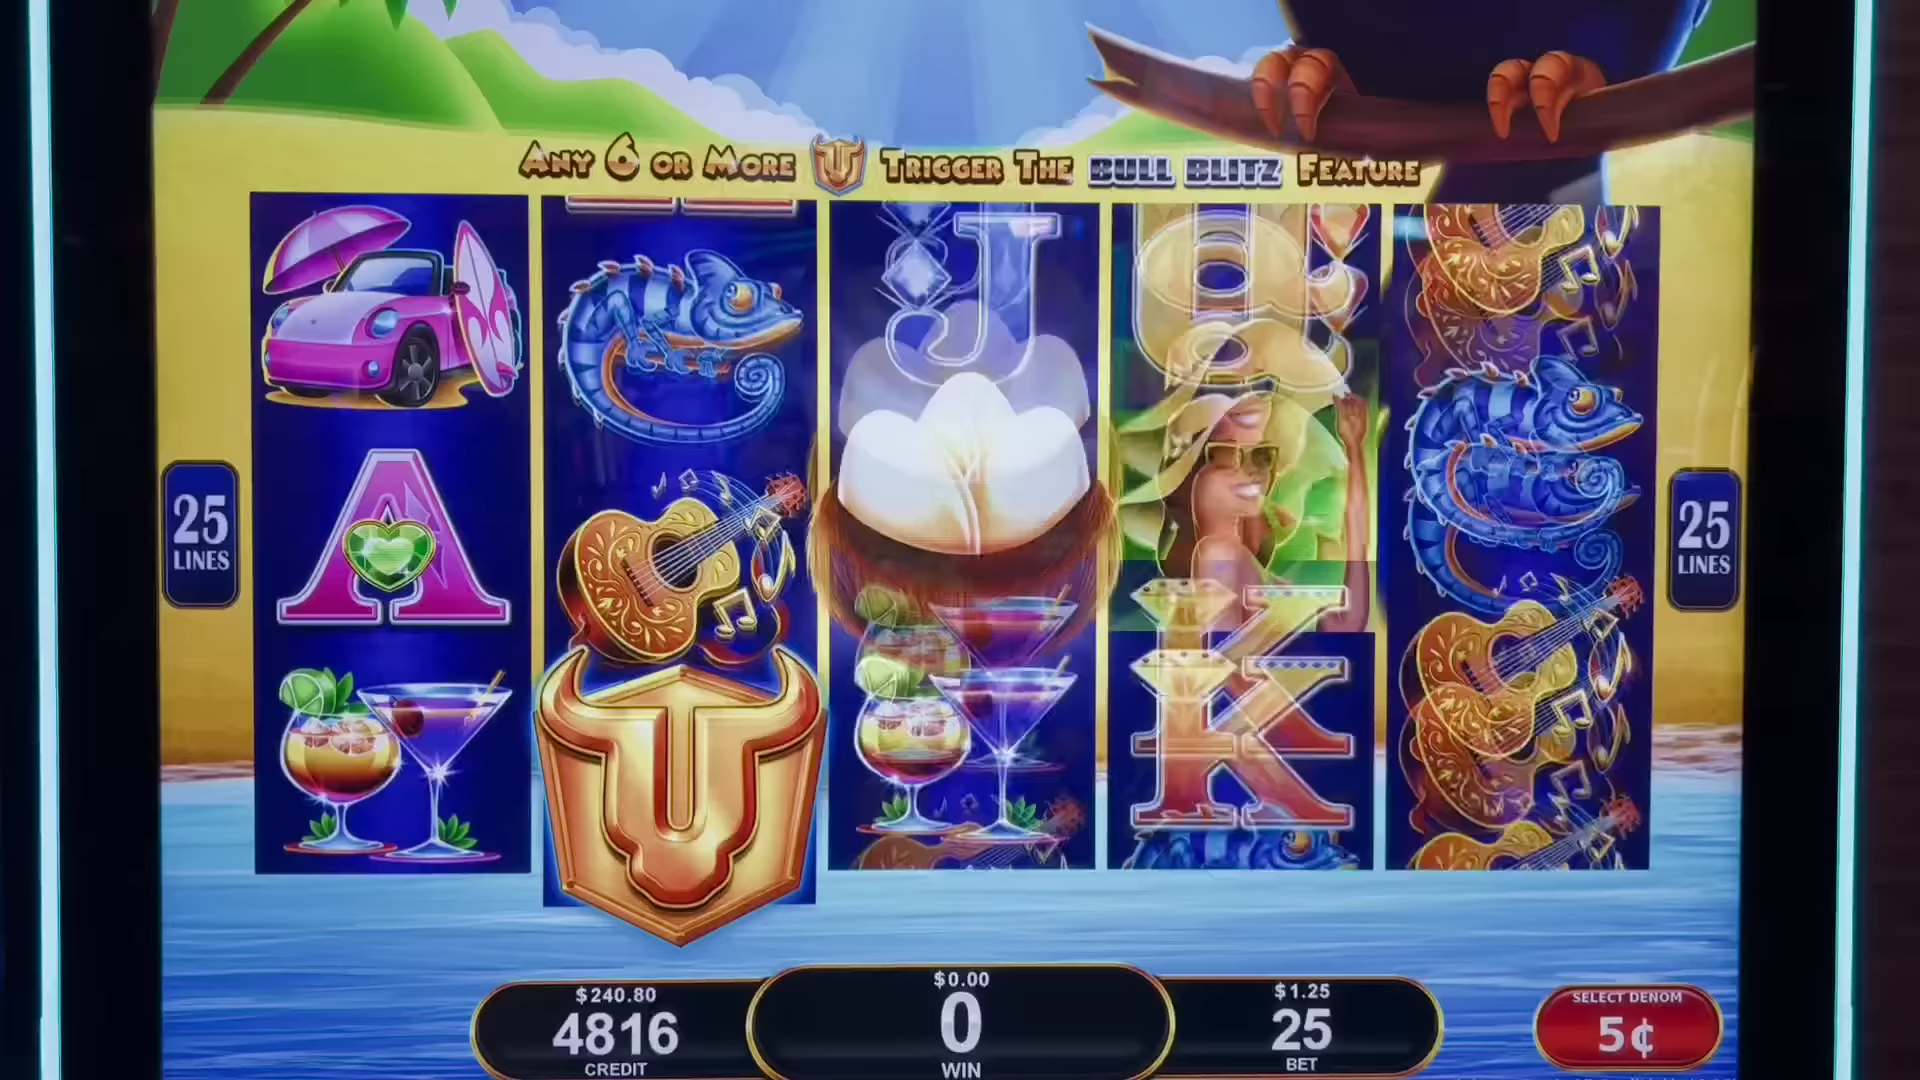 ANY 6 OR MORE TRIGGER THE BULL BLITZ FEATURE
J
Q
A
25
LINES
25
LINES
K
K
$240.80
4816
CREDIT
$0.00
0
WIN
$1.25
25
BET
SELECT DENOM
5¢